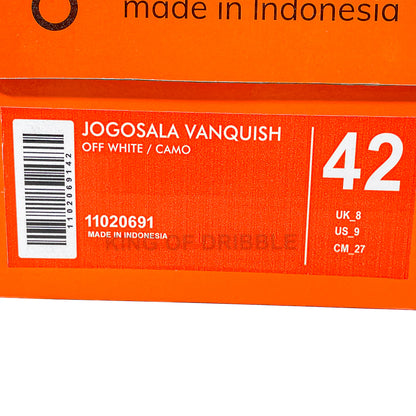 made in Indonesia
JOGOSALA VANQUISH
OFF WHITE / CAMO
42
1102069142
11020691
MADE IN INDONESIA
KING OF DRIBBLE
UK_8
US_9
CM_27